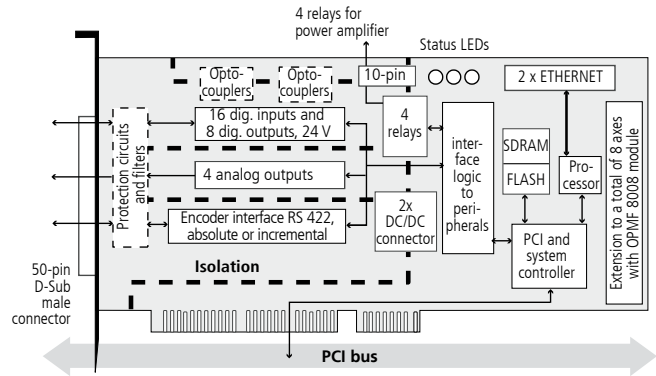 4 relays for
power amplifier
Status LEDs
Opto-
couplers
Opto-
couplers
10-pin
2 x ETHERNET
Protection circuits
and filters
16 dig. inputs and
8 dig. outputs, 24 V
4
relays
inter-
face
logic
to
peri-
pherals
SDRAM
FLASH
Pro-
cessor
Extension to a total of 8 axes
with OPMF 8008 module
4 analog outputs
Encoder interface RS 422,
absolute or incremental
2x
DC/DC
connector
PCI and
system
controller
Isolation
50-pin
D-Sub
male
connector
PCI bus